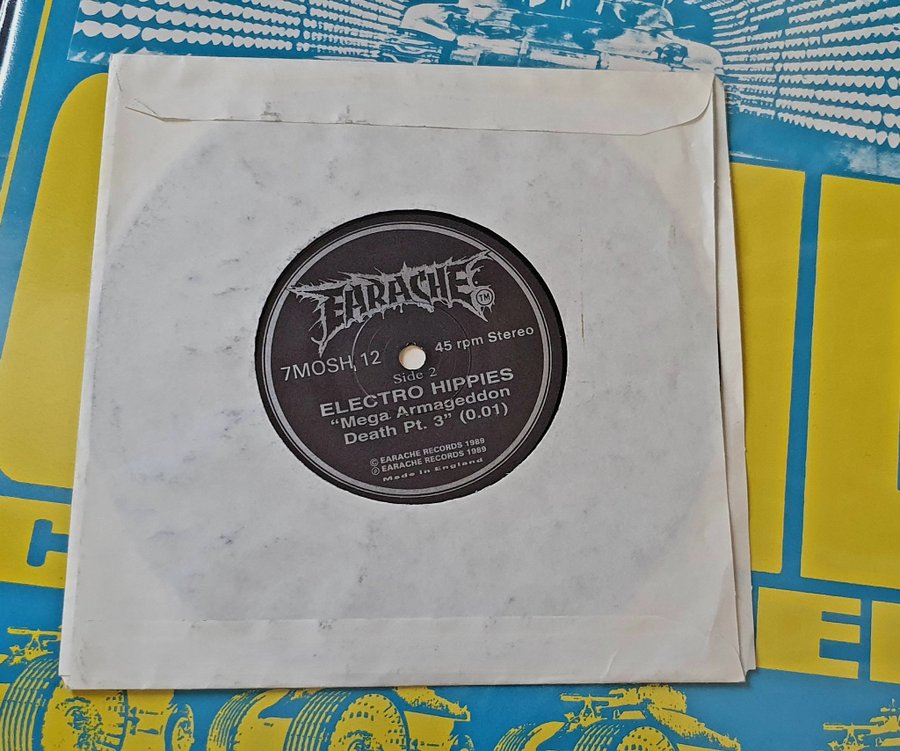 EARACHE
TM
7MOSH 12
45 rpm Stereo
Side 2
ELECTRO HIPPIES
"Mega Armageddon
Death Pt. 3" (0.01)
© EARACHE RECORDS 1989
℗ EARACHE RECORDS 1989
Made in England